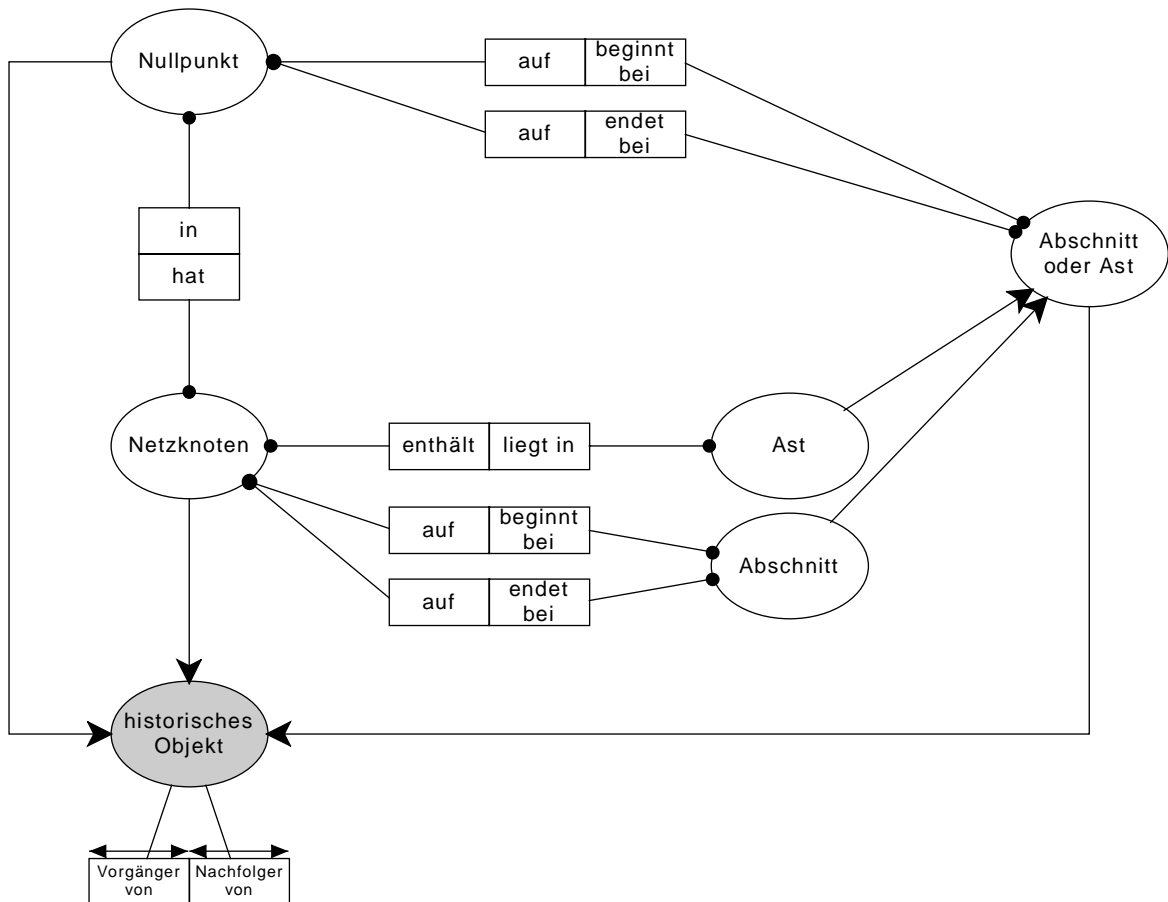 Nullpunkt
auf
beginnt
bei
auf
endet
bei
in
hat
Abschnitt
oder Ast
Netzknoten
enthält
liegt in
Ast
auf
beginnt
bei
Abschnitt
auf
endet
bei
historisches
Objekt
Vorgänger
von
Nachfolger
von